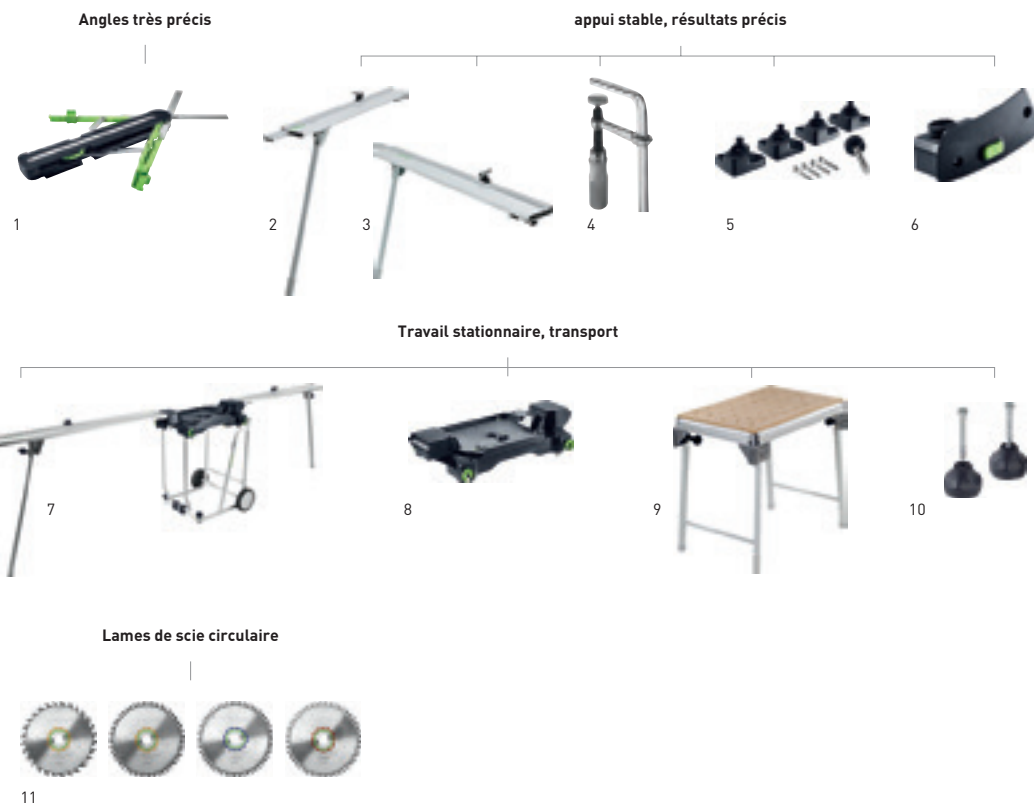 Angles très précis
appui stable, résultats précis
1
2
3
4
5
6
Travail stationnaire, transport
7
8
9
10
Lames de scie circulaire
11